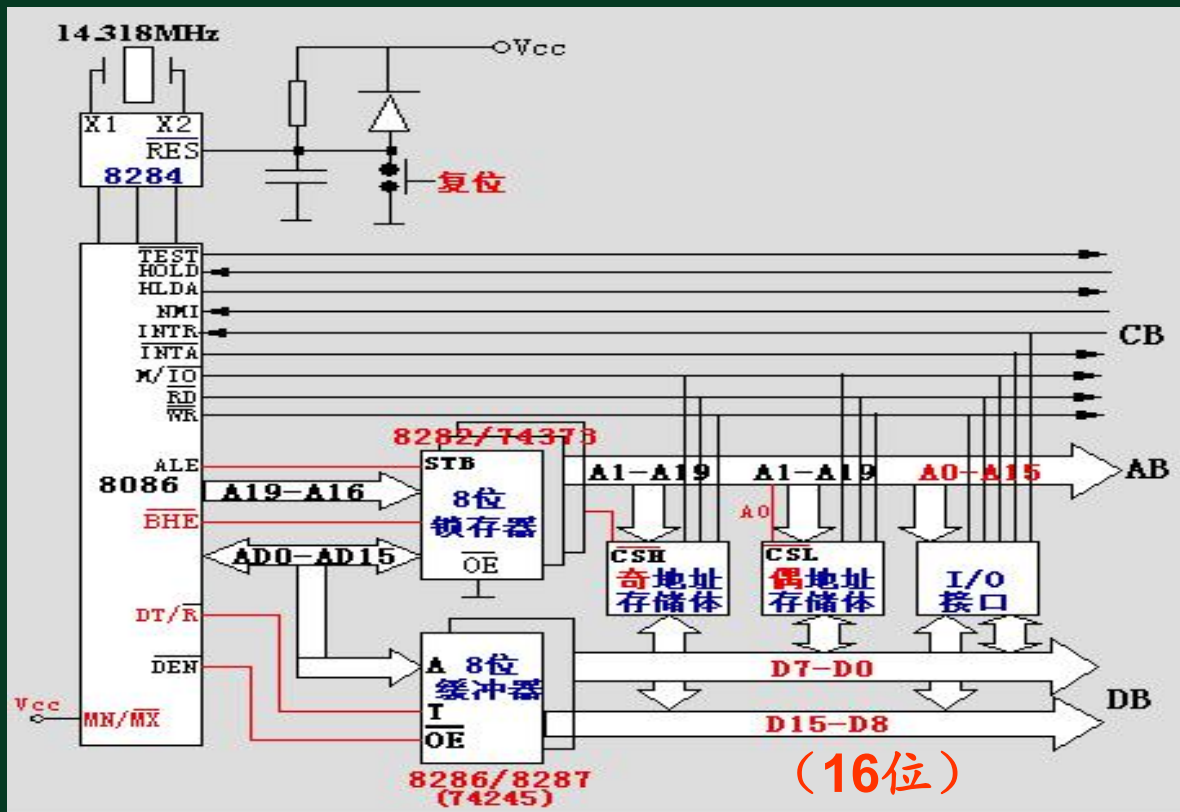 14.318MHz
Vcc
X1 X2
RES
8284
复位
TEST
HOLD
HLDA
NMI
INTR
INTA
M/IO
RD
WR
CB
8282/74373
ALE
STB
A1-A19
A1-A19
A0-A15
AB
8086
A19-A16
8位
锁存器
A0
BHE
AD0-AD15
OE
CSH
奇地址
存储体
CSL
偶地址
存储体
I/O
接口
DT/R
DEN
A 8位
缓冲器
D7-D0
Vcc
MN/MX
T
OE
D15-D8
DB
8286/8287
(74245)
(16位)